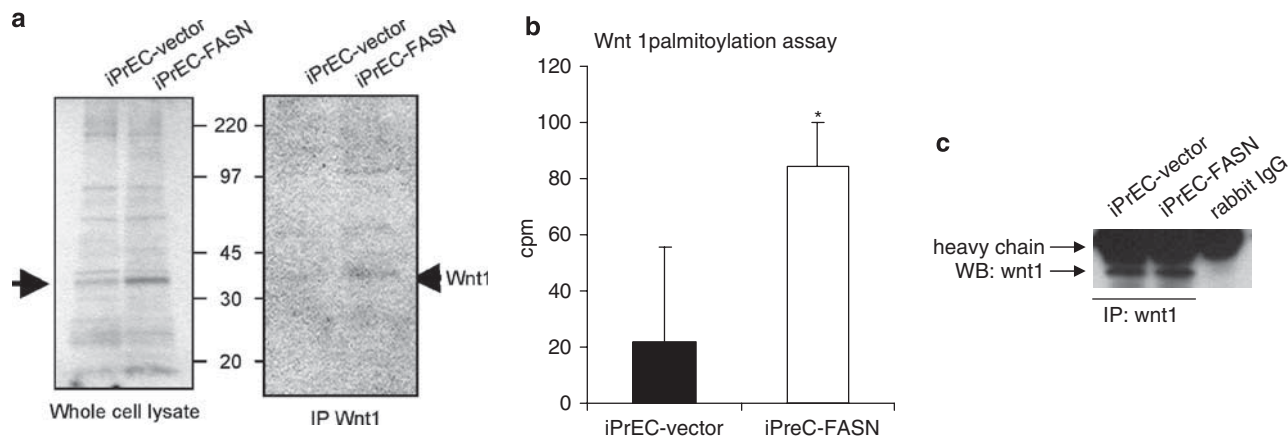 a
iPrEC-vector
iPrEC-FASN
iPrEC-vector
iPrEC-FASN
220
97
45
30
20
Wnt1
Whole cell lysate
IP Wnt1
b
Wnt 1palmitoylation assay
120
100
80
60
40
20
0
cpm
*
iPrEC-vector
iPreC-FASN
c
iPrEC-vector
iPrEC-FASN
rabbit IgG
heavy chain
WB: wnt1
IP: wnt1